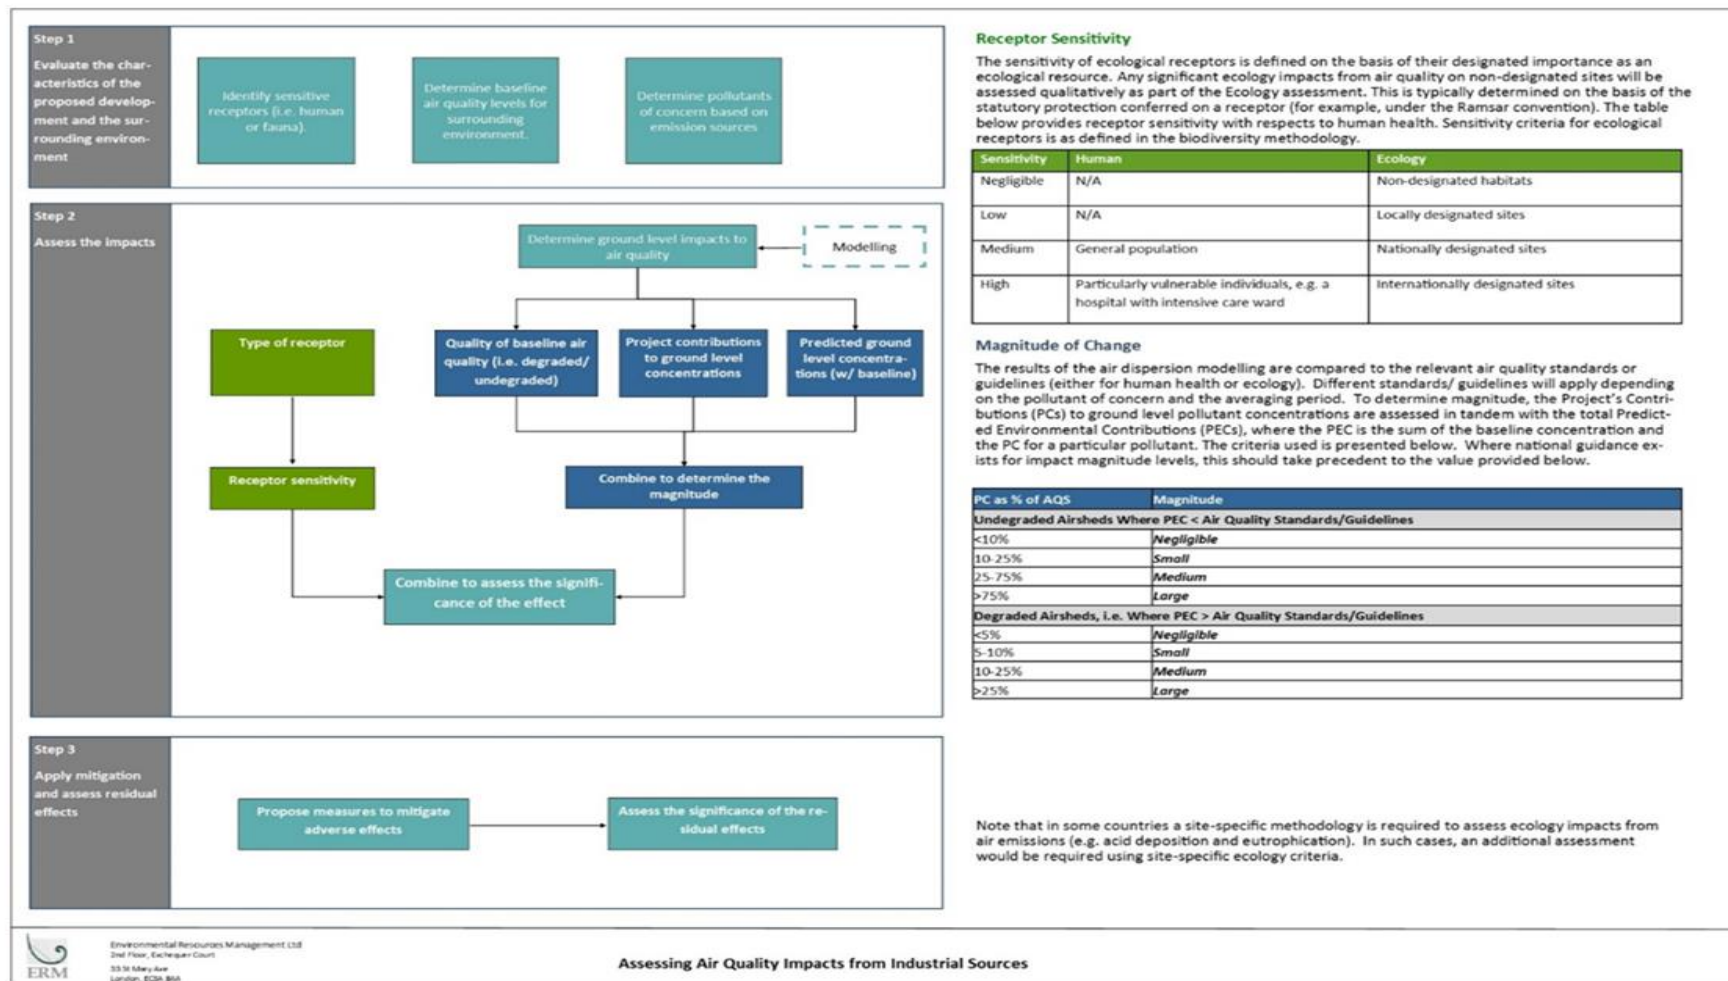 Step 1
Evaluate the char-
acteristics of the
proposed develop-
ment and the sur-
rounding environ-
ment
Identify sensitive
receptors (i.e. human
or fauna).
Determine baseline
air quality levels for
surrounding
environment.
Determine pollutants
of concern based on
emission sources
Step 2
Assess the impacts
Determine ground level impacts to
air quality
Modelling
Type of receptor
Quality of baseline air
quality (i.e. degraded/
undegraded)
Project contributions
to ground level
concentrations
Predicted ground
level concentra-
tions (w/ baseline)
Receptor sensitivity
Combine to determine the
magnitude
Combine to assess the signifi-
cance of the effect
Step 3
Apply mitigation
and assess residual
effects
Propose measures to mitigate
adverse effects
Assess the significance of the re-
sidual effects
Receptor Sensitivity
The sensitivity of ecological receptors is defined on the basis of their designated importance as an
ecological resource. Any significant ecology impacts from air quality on non-designated sites will be
assessed qualitatively as part of the Ecology assessment. This is typically determined on the basis of the
statutory protection conferred on a receptor (for example, under the Ramsar convention). The table
below provides receptor sensitivity with respects to human health. Sensitivity criteria for ecological
receptors is as defined in the biodiversity methodology.
Sensitivity Human Ecology
Negligible N/A Non-designated habitats
Low N/A Locally designated sites
Medium General population Nationally designated sites
High Particularly vulnerable individuals, e.g. a Internationally designated sites
hospital with intensive care ward
Magnitude of Change
The results of the air dispersion modelling are compared to the relevant air quality standards or
guidelines (either for human health or ecology). Different standards/ guidelines will apply depending
on the pollutant of concern and the averaging period. To determine magnitude, the Project's Contri-
butions (PCs) to ground level pollutant concentrations are assessed in tandem with the total Predict-
ed Environmental Contributions (PECs), where the PEC is the sum of the baseline concentration and
the PC for a particular pollutant. The criteria used is presented below. Where national guidance ex-
ists for impact magnitude levels, this should take precedent to the value provided below.
PC as % of AQS Magnitude
Undegraded Airsheds Where PEC < Air Quality Standards/Guidelines
<10% Negligible
10-25% Small
25-75% Medium
>75% Large
Degraded Airsheds, i.e. Where PEC > Air Quality Standards/Guidelines
<5% Negligible
5-10% Small
10-25% Medium
>25% Large
Note that in some countries a site-specific methodology is required to assess ecology impacts from
air emissions (e.g. acid deposition and eutrophication). In such cases, an additional assessment
would be required using site-specific ecology criteria.
ERM
Environmental Resources Management Ltd
2nd Floor, Exchequer Court
33 St Mary Axe
London, EC3A 8AA
Assessing Air Quality Impacts from Industrial Sources